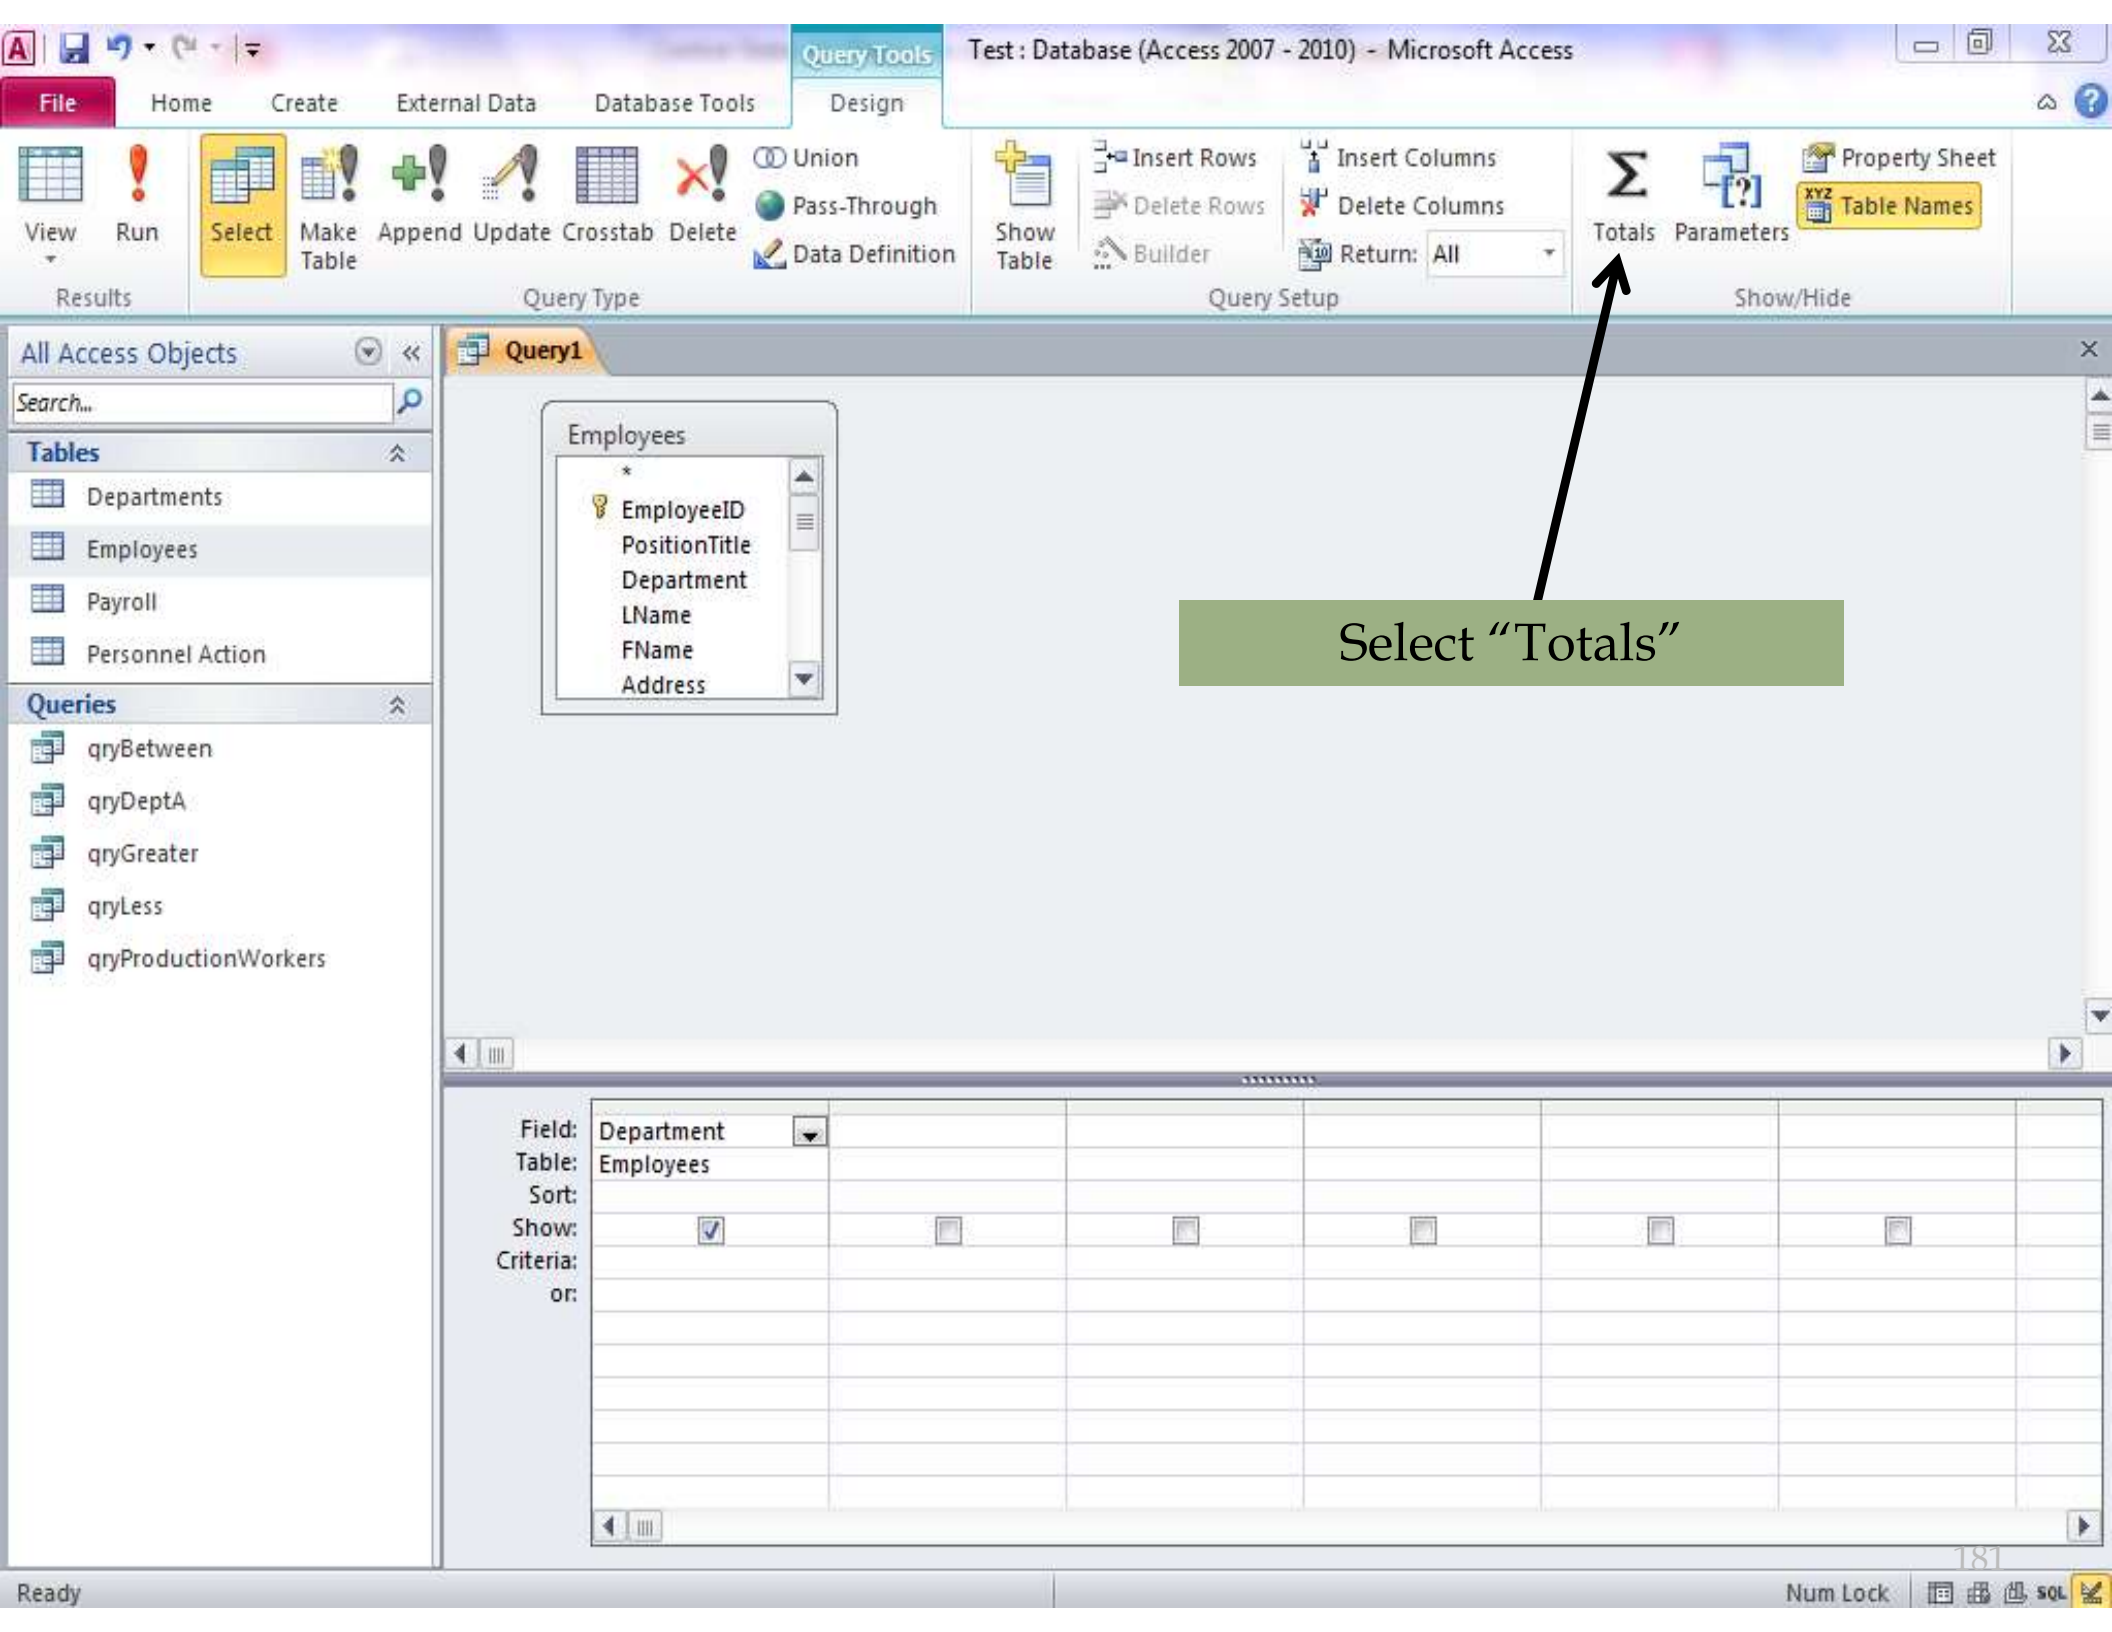 Query Tools
Test : Database (Access 2007 - 2010) - Microsoft Access
File Home Create External Data Database Tools Design
View
Run
Select
Make Table
Append
Update
Crosstab
Delete
Union
Pass-Through
Data Definition
Show Table
Insert Rows
Delete Rows
Builder
Insert Columns
Delete Columns
Return: All
Totals
Parameters
Property Sheet
XYZ Table Names
Results
Query Type
Query Setup
Show/Hide
All Access Objects
Search...
Tables
Departments
Employees
Payroll
Personnel Action
Queries
qryBetween
qryDeptA
qryGreater
qryLess
qryProductionWorkers
Query1
Employees
*
EmployeeID
PositionTitle
Department
LName
FName
Address
Select “Totals”
Field: Department
Table: Employees
Sort:
Show:
Criteria:
or:
181
Ready
Num Lock
SQL